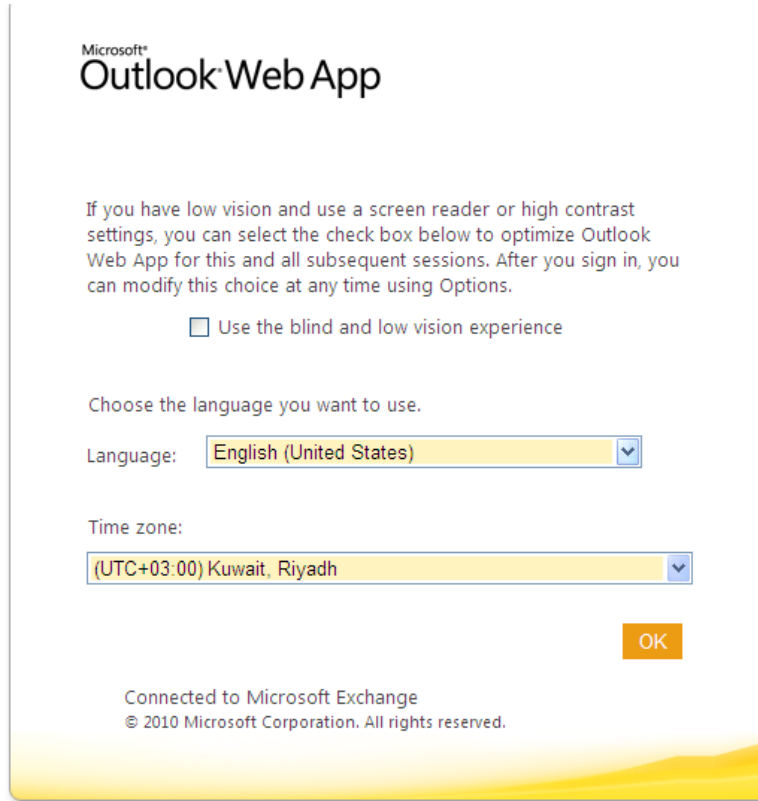 Microsoft®
Outlook Web App
If you have low vision and use a screen reader or high contrast
settings, you can select the check box below to optimize Outlook
Web App for this and all subsequent sessions. After you sign in, you
can modify this choice at any time using Options.
Use the blind and low vision experience
Choose the language you want to use.
Language: English (United States)
Time zone:
(UTC+03:00) Kuwait, Riyadh
OK
Connected to Microsoft Exchange
© 2010 Microsoft Corporation. All rights reserved.